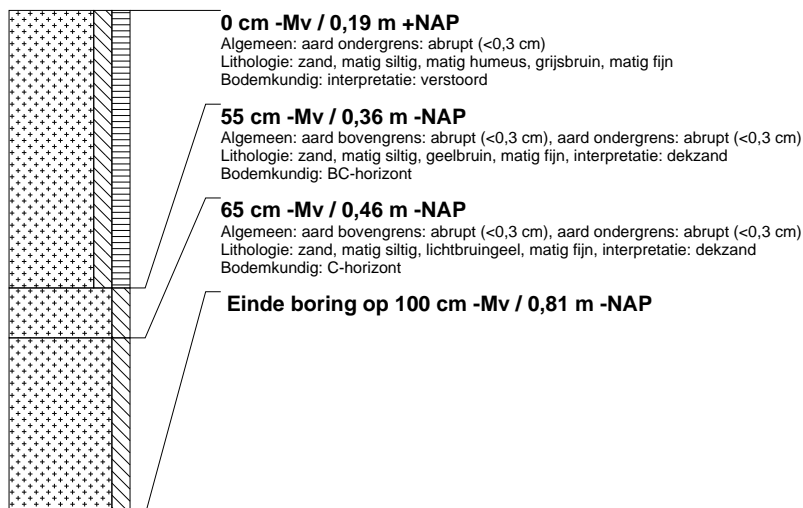 0 cm -Mv / 0,19 m +NAP
Algemeen: aard ondergrens: abrupt (<0,3 cm)
Lithologie: zand, matig siltig, matig humeus, grijsbruin, matig fijn
Bodemkundig: interpretatie: verstoord
55 cm -Mv / 0,36 m -NAP
Algemeen: aard bovengrens: abrupt (<0,3 cm), aard ondergrens: abrupt (<0,3 cm)
Lithologie: zand, matig siltig, geelbruin, matig fijn, interpretatie: dekzand
Bodemkundig: BC-horizont
65 cm -Mv / 0,46 m -NAP
Algemeen: aard bovengrens: abrupt (<0,3 cm), aard ondergrens: abrupt (<0,3 cm)
Lithologie: zand, matig siltig, lichtbruingeel, matig fijn, interpretatie: dekzand
Bodemkundig: C-horizont
Einde boring op 100 cm -Mv / 0,81 m -NAP